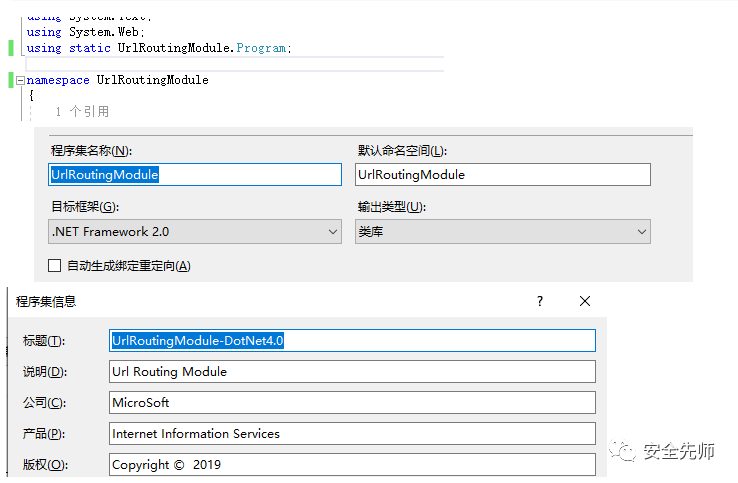 using System.Text;
using System.Web;
using static UrlRoutingModule.Program;
namespace UrlRoutingModule
{
1 个引用
程序集名称(N): 默认命名空间(L):
UrlRoutingModule UrlRoutingModule
目标框架(G): 输出类型(U):
.NET Framework 2.0 类库
自动生成绑定重定向(A)
程序集信息 ? ×
标题(T): UrlRoutingModule-DotNet4.0
说明(D): Url Routing Module
公司(C): MicroSoft
产品(P): Internet Information Services
版权(O): Copyright © 2019
安全先师